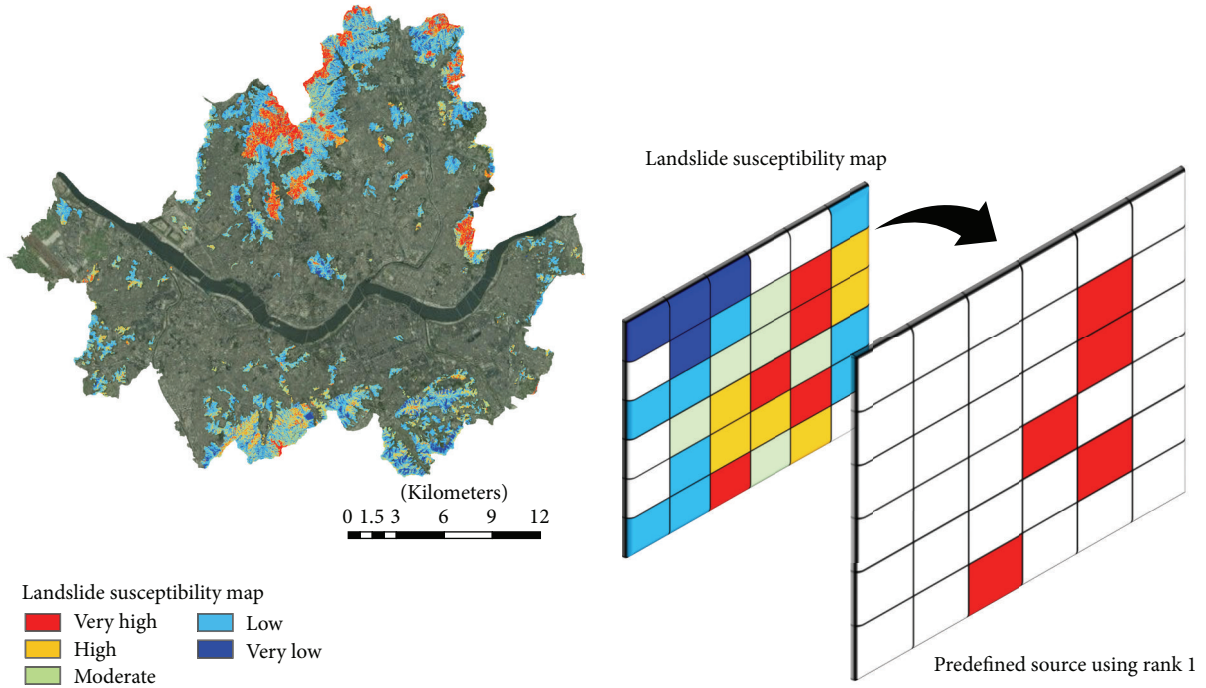 Landslide susceptibility map
(Kilometers)
0 1.5 3 6 9 12
Landslide susceptibility map
Very high
High
Moderate
Low
Very low
Predefined source using rank 1